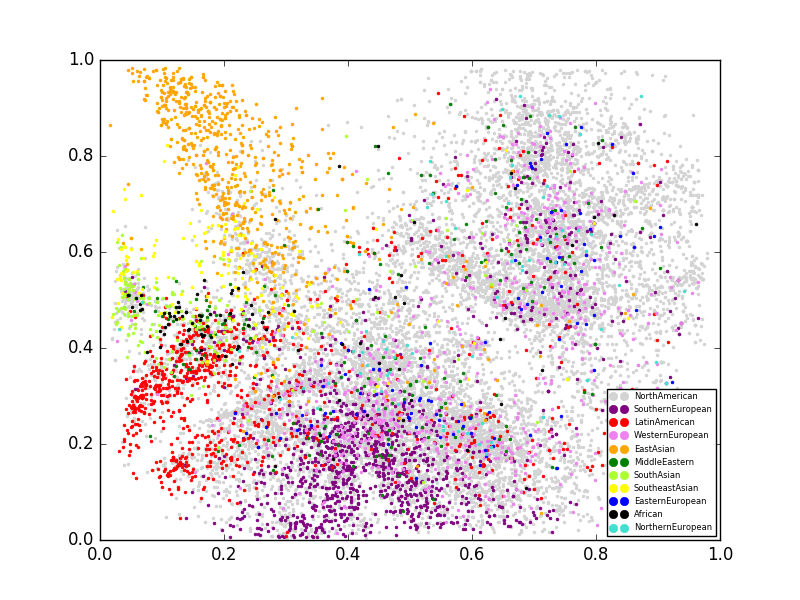 1.0
0.8
0.6
0.4
0.2
0.0
0.0 0.2 0.4 0.6 0.8 1.0
NorthAmerican
SouthernEuropean
LatinAmerican
WesternEuropean
EastAsian
MiddleEastern
SouthAsian
SoutheastAsian
EasternEuropean
African
NorthernEuropean